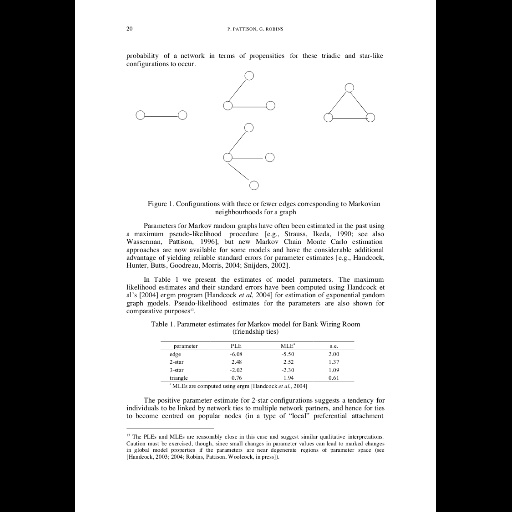 20
P. PATTISON, G. ROBINS
probability of a network in terms of propensities for these triadic and star-like
configurations to occur.
Figure 1. Configurations with three or fewer edges corresponding to Markovian
neighbourhoods for a graph
Parameters for Markov random graphs have often been estimated in the past using
a maximum pseudo-likelihood procedure [e.g., Strauss, Ikeda, 1990; see also
Wasserman, Pattison, 1996], but new Markov Chain Monte Carlo estimation
approaches are now available for some models and have the considerable additional
advantage of yielding reliable standard errors for parameter estimates [e.g., Handcock,
Hunter, Butts, Goodreau, Morris, 2004; Snijders, 2002].
In Table 1 we present the estimates of model parameters. The maximum
likelihood estimates and their standard errors have been computed using Handcock et
al's [2004] ergm program [Handcock et al, 2004] for estimation of exponential random
graph models. Pseudo-likelihood estimates for the parameters are also shown for
comparative purposes
Table 1. Parameter estimates for Markov model for Bank Wiring Room
(friendship ties)
parameter PLE MLE s.e.
edge -6.08 -5.50 2.00
2-star 2.48 2.52 1.37
3-star -2.02 -2.30 1.09
triangle 0.76 1.94 0.61
MLEs are computed using ergm [Handcock et al., 2004]
The positive parameter estimate for 2-star configurations suggests a tendency for
individuals to be linked by network ties to multiple network partners, and hence for ties
to become centred on popular nodes (in a type of "local" preferential attachment
The PLEs and MLEs are reasonably close in this case and suggest similar qualitative interpretations.
Caution must be exercised, though, since small changes in parameter values can lead to marked changes
in global model properties if the parameters are near degenerate regions of parameter space (see
[Handcock, 2003; 2004; Robins, Pattison, Woolcock, in press]).